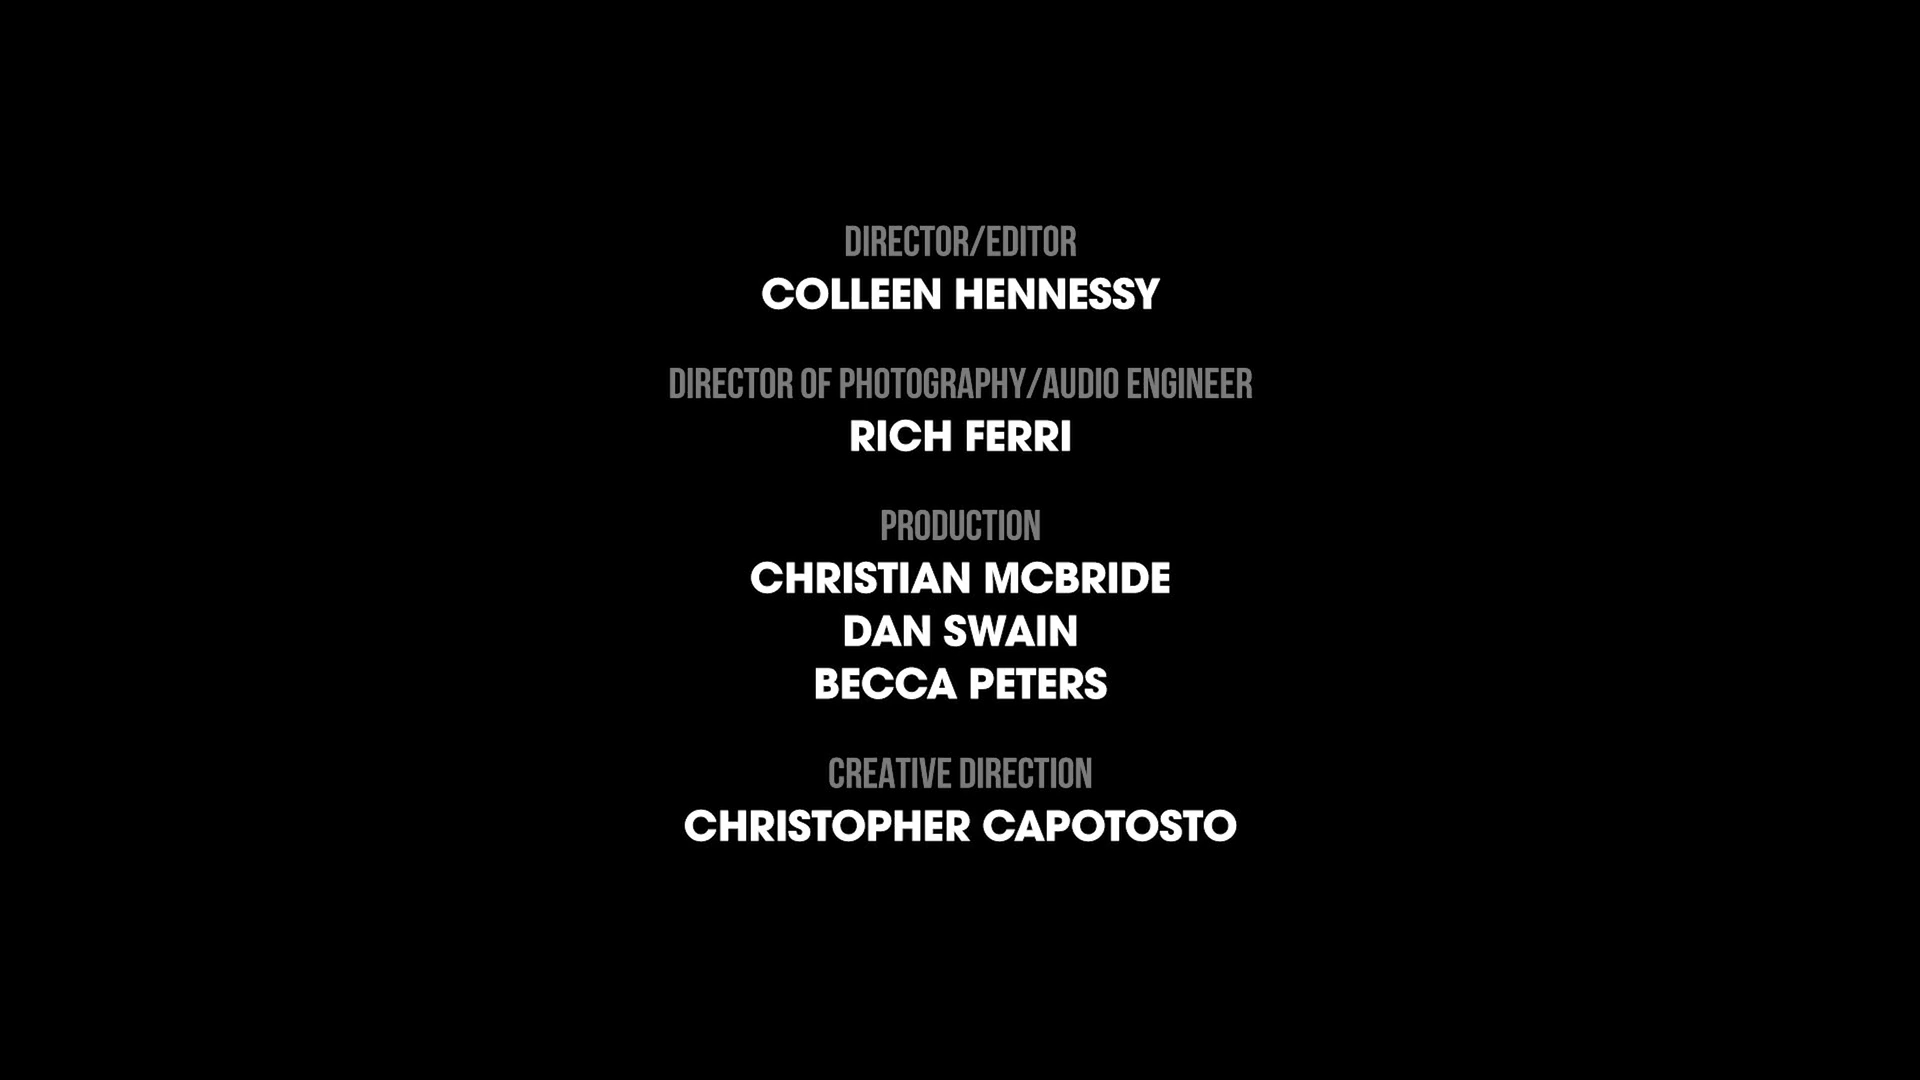 DIRECTOR/EDITOR
COLLEEN HENNESSY
DIRECTOR OF PHOTOGRAPHY/AUDIO ENGINEER
RICH FERRI
PRODUCTION
CHRISTIAN MCBRIDE
DAN SWAIN
BECCA PETERS
CREATIVE DIRECTION
CHRISTOPHER CAPOTOSTO